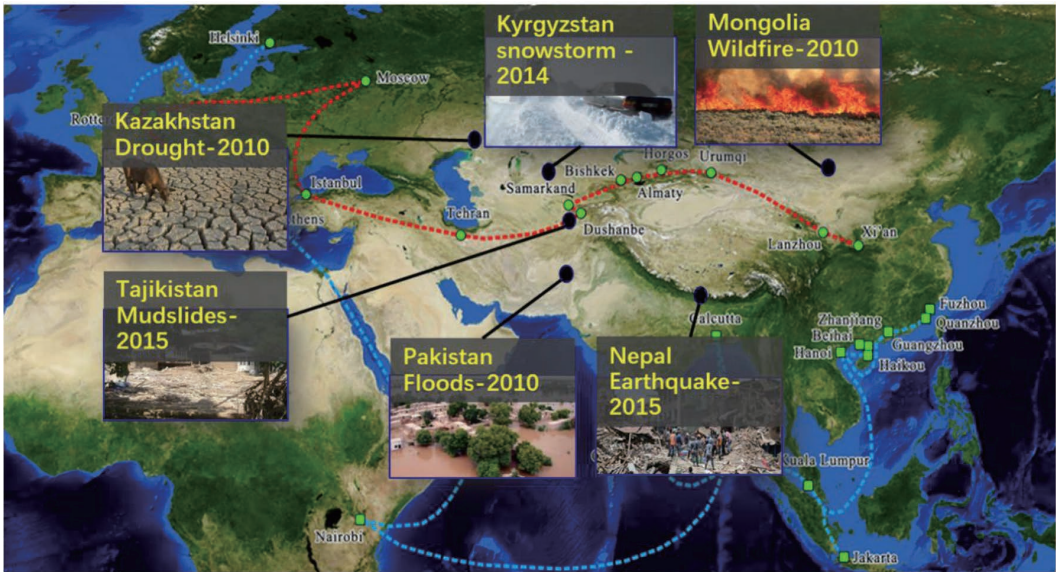 Helsinki
Moscow
Rotter
Kyrgyzstan
snowstorm -
2014
Mongolia
Wildfire-2010
Kazakhstan
Drought-2010
Istanbul
thens
Tehran
Samarkand
Bishkek
Horgos
Almaty
Urumqi
Dushanbe
Lanzhou
Xi'an
Tajikistan
Mudslides-
2015
Pakistan
Floods-2010
Nepal
Earthquake-
2015
Calcutta
Fuzhou
Quanzhou
Zhanjiang
Beihai
Guangzhou
Hanoi
Haikou
Kuala Lumpur
Nairobi
Jakarta